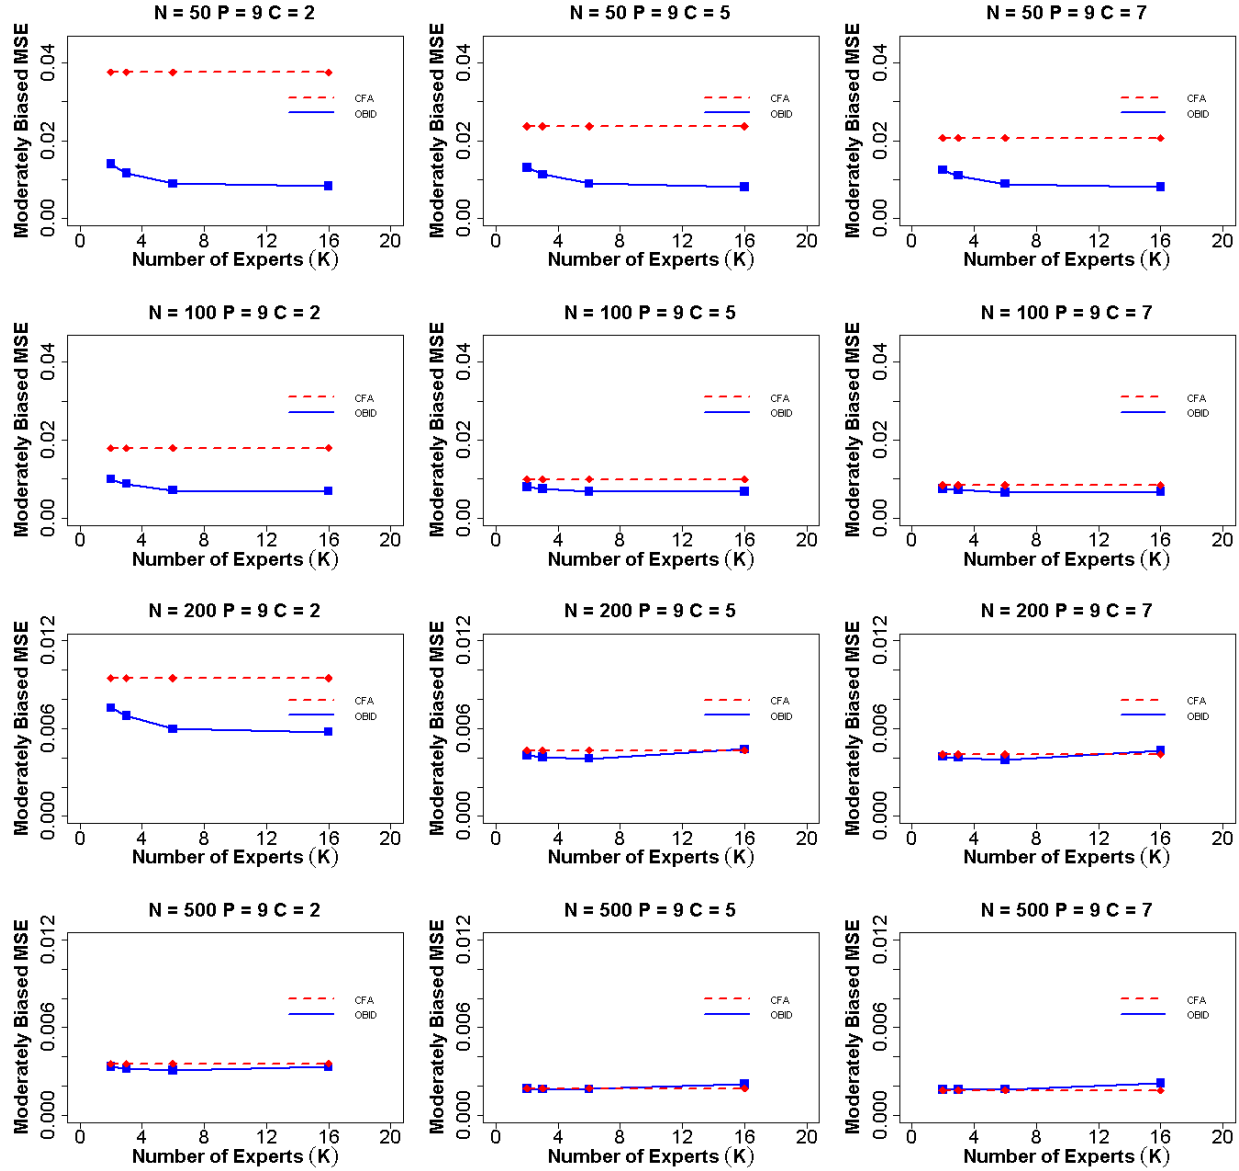 N = 50 P = 9 C = 2
Moderately Biased MSE
0.04
0.02
0.00
CFA
OBID
0 4 8 12 16 20
Number of Experts (K)
N = 50 P = 9 C = 5
Moderately Biased MSE
0.04
0.02
0.00
CFA
OBID
0 4 8 12 16 20
Number of Experts (K)
N = 50 P = 9 C = 7
Moderately Biased MSE
0.04
0.02
0.00
CFA
OBID
0 4 8 12 16 20
Number of Experts (K)
N = 100 P = 9 C = 2
Moderately Biased MSE
0.04
0.02
0.00
CFA
OBID
0 4 8 12 16 20
Number of Experts (K)
N = 100 P = 9 C = 5
Moderately Biased MSE
0.04
0.02
0.00
CFA
OBID
0 4 8 12 16 20
Number of Experts (K)
N = 100 P = 9 C = 7
Moderately Biased MSE
0.04
0.02
0.00
CFA
OBID
0 4 8 12 16 20
Number of Experts (K)
N = 200 P = 9 C = 2
Moderately Biased MSE
0.012
0.006
0.000
CFA
OBID
0 4 8 12 16 20
Number of Experts (K)
N = 200 P = 9 C = 5
Moderately Biased MSE
0.012
0.006
0.000
CFA
OBID
0 4 8 12 16 20
Number of Experts (K)
N = 200 P = 9 C = 7
Moderately Biased MSE
0.012
0.006
0.000
CFA
OBID
0 4 8 12 16 20
Number of Experts (K)
N = 500 P = 9 C = 2
Moderately Biased MSE
0.012
0.006
0.000
CFA
OBID
0 4 8 12 16 20
Number of Experts (K)
N = 500 P = 9 C = 5
Moderately Biased MSE
0.012
0.006
0.000
CFA
OBID
0 4 8 12 16 20
Number of Experts (K)
N = 500 P = 9 C = 7
Moderately Biased MSE
0.012
0.006
0.000
CFA
OBID
0 4 8 12 16 20
Number of Experts (K)